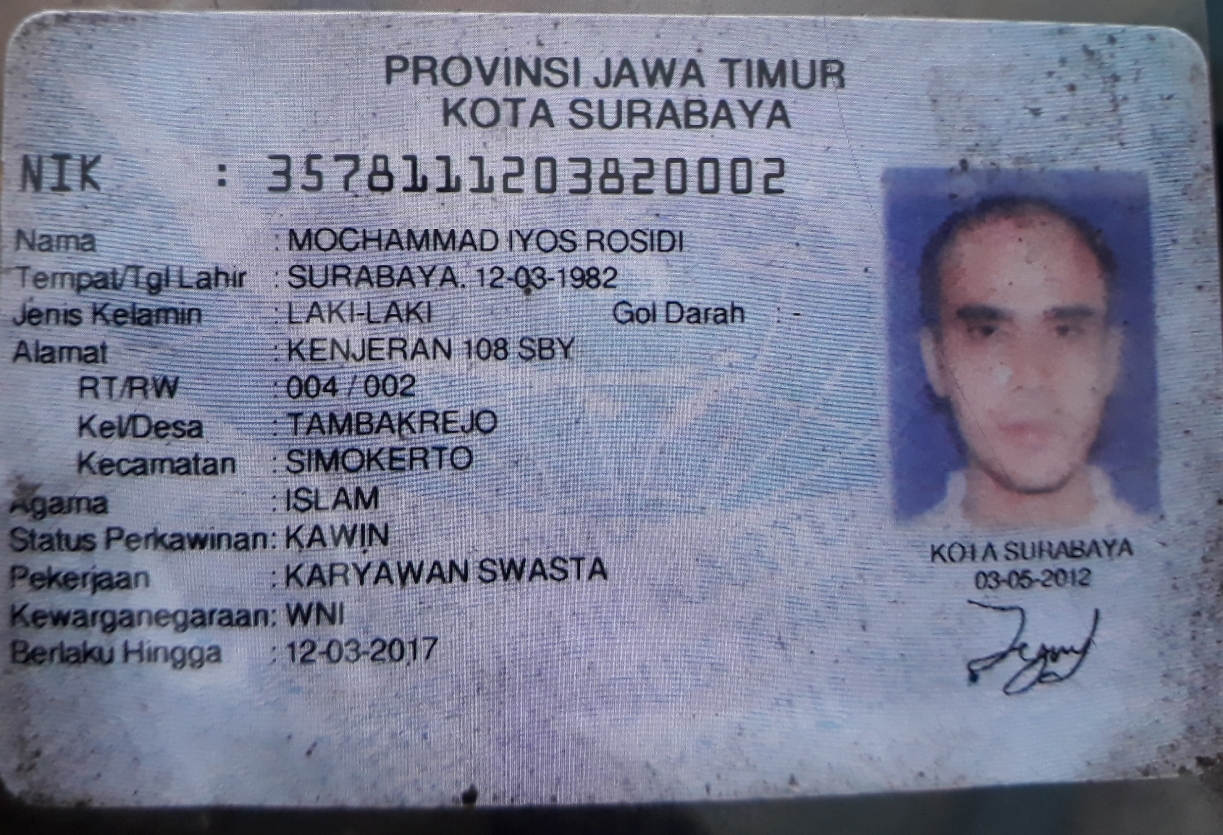 PROVINSI JAWA TIMUR
KOTA SURABAYA
NIK : 3578111203820002
Nama : MOCHAMMAD IYOS ROSIDI
Tempat/Tgl Lahir : SURABAYA, 12-03-1982
Jenis Kelamin : LAKI-LAKI Gol Darah : -
Alamat : KENJERAN 108 SBY
RT/RW : 004 / 002
Kel/Desa : TAMBAKREJO
Kecamatan : SIMOKERTO
Agama : ISLAM
Status Perkawinan: KAWIN
Pekerjaan : KARYAWAN SWASTA
Kewarganegaraan: WNI
Berlaku Hingga : 12-03-2017
KOTA SURABAYA
03-05-2012